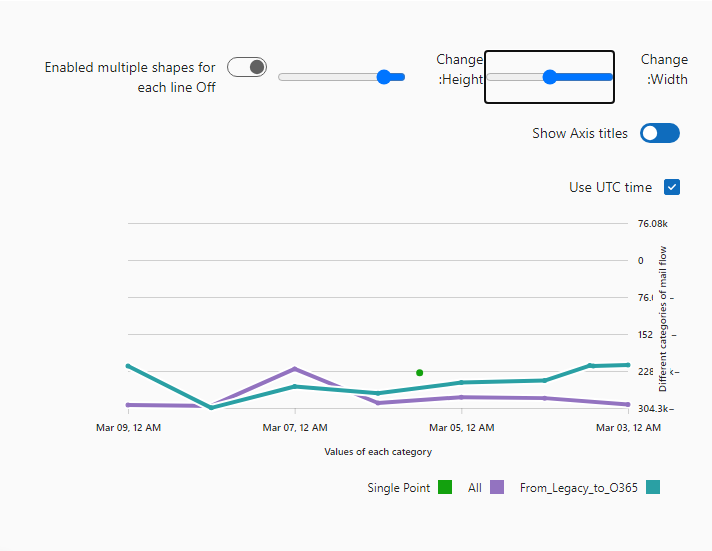 Change
:Width
Change
:Height
Enabled multiple shapes for
each line Off
Show Axis titles
Use UTC time
76.08k
0
76.0
152
228
k–
304.3k–
Different categories of mail flow
Mar 09, 12 AM
Mar 07, 12 AM
Mar 05, 12 AM
Mar 03, 12 AM
Values of each category
Single Point
All
From_Legacy_to_O365